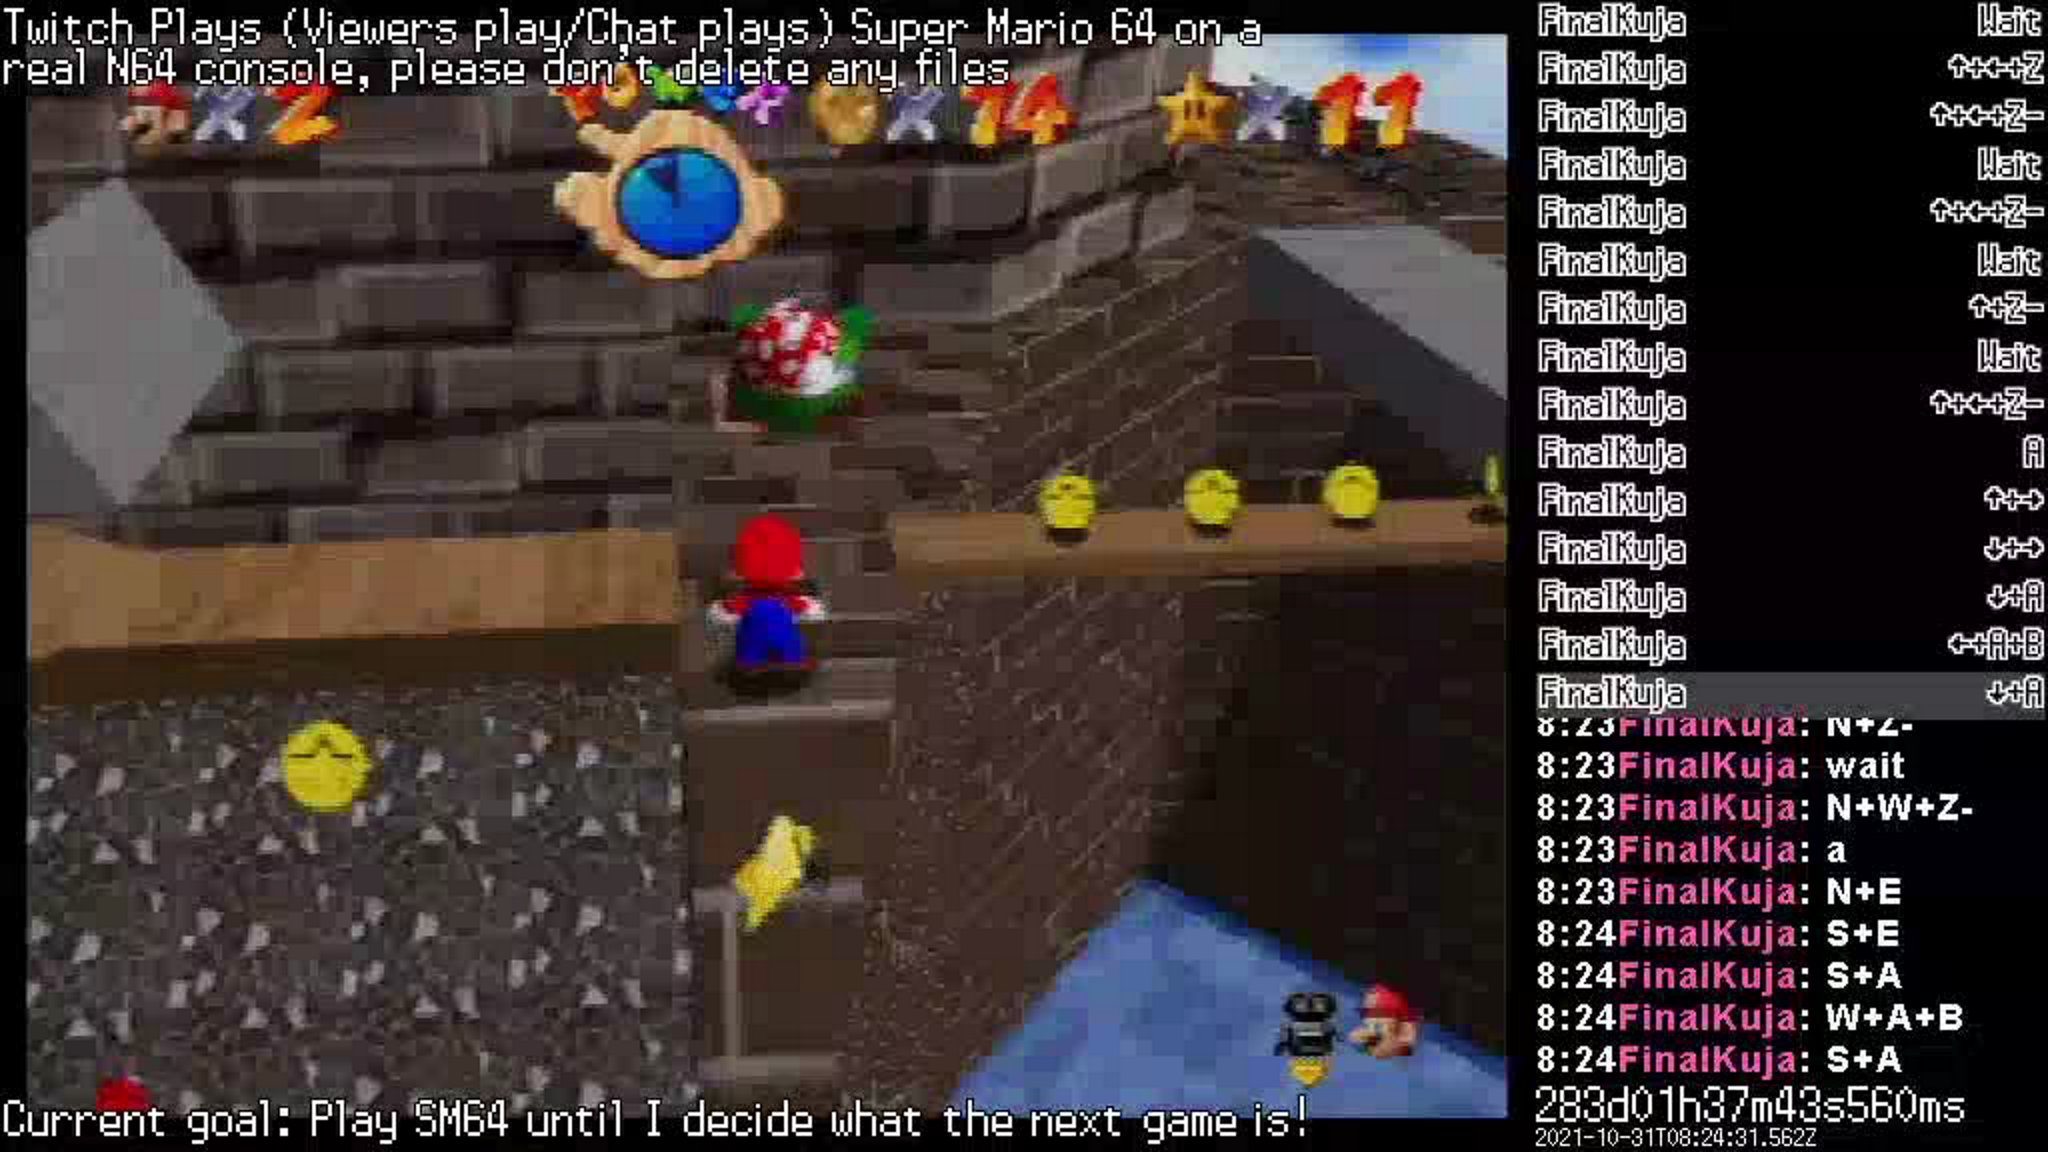 Twitch Plays (Viewers play/Chat plays) Super Mario 64 on a
real N64 console, please don't delete any files
2
14
11
Current goal: Play SM64 until I decide what the next game is!
FinalKuja Wait
FinalKuja ↑+←+Z
FinalKuja ↑+←+Z-
FinalKuja Wait
FinalKuja ↑+←+Z-
FinalKuja Wait
FinalKuja ↑+Z-
FinalKuja Wait
FinalKuja ↑+←+Z-
FinalKuja A
FinalKuja ↑+→
FinalKuja ↓+→
FinalKuja ↓+A
FinalKuja ←+A+B
FinalKuja ↓+A
8:23FinalKuja: N+Z-
8:23FinalKuja: wait
8:23FinalKuja: N+W+Z-
8:23FinalKuja: a
8:23FinalKuja: N+E
8:24FinalKuja: S+E
8:24FinalKuja: S+A
8:24FinalKuja: W+A+B
8:24FinalKuja: S+A
283d01h37m43s560ms
2021-10-31T08:24:31.562Z